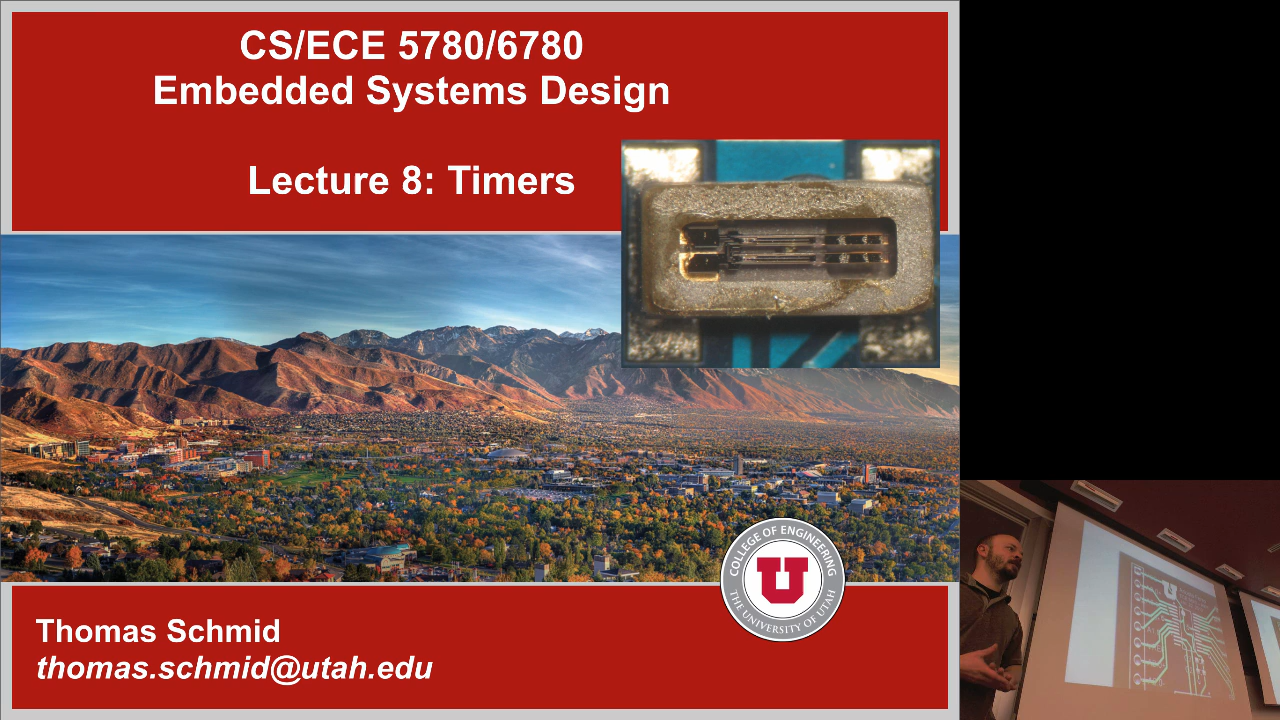 CS/ECE 5780/6780
Embedded Systems Design
Lecture 8: Timers
COLLEGE OF ENGINEERING
U
THE UNIVERSITY OF UTAH
Thomas Schmid
thomas.schmid@utah.edu